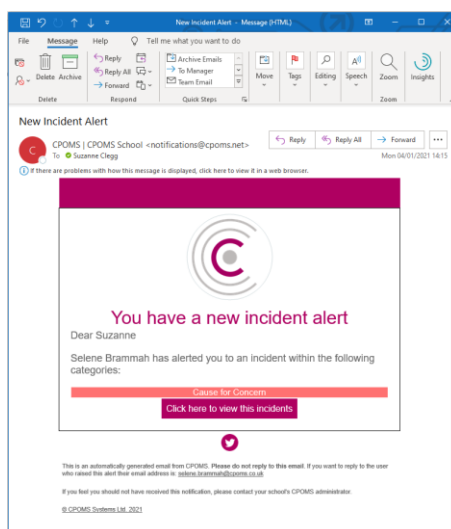 New Incident Alert - Message (HTML)
File Message Help Tell me what you want to do
Delete Archive
Reply
Reply All
Forward
Archive Emails
To Manager
Team Email
Move
Tags
Editing
Speech
Zoom
Insights
Delete Respond Quick Steps Zoom
New Incident Alert
C
CPOMS | CPOMS School <notifications@cpoms.net>
To Suzanne Clegg
Reply Reply All Forward
Mon 04/01/2021 14:15
If there are problems with how this message is displayed, click here to view it in a web browser.
You have a new incident alert
Dear Suzanne
Selene Brammah has alerted you to an incident within the following
categories:
Cause for Concern
Click here to view this incidents
This is an automatically generated email from CPOMS. Please do not reply to this email. If you want to reply to the user
who raised this alert their email address is: selene.brammah@cpoms.co.uk
If you feel you should not have received this notification, please contact your school's CPOMS administrator.
© CPOMS Systems Ltd, 2021